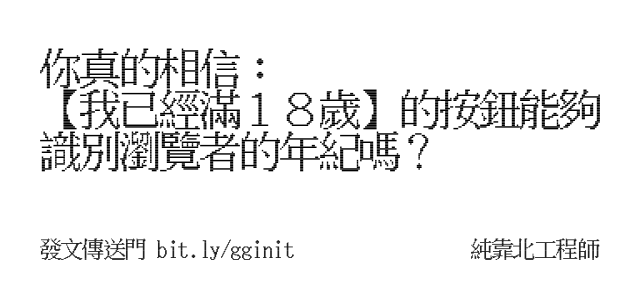 你真的相信：
【我已經滿１８歲】的按鈕能夠
識別瀏覽者的年紀嗎？
發文傳送門 bit.ly/gginit
純靠北工程師